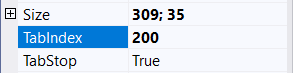 Size 309; 35
TabIndex 200
TabStop True